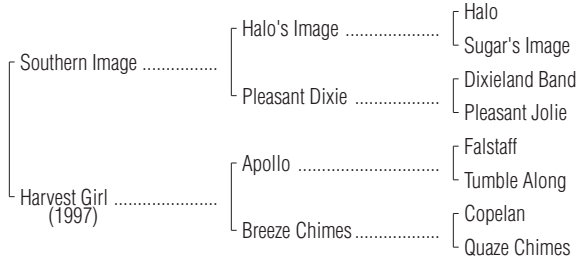 Halo
Halo's Image ....................
Sugar's Image
Southern Image ................
Dixieland Band
Pleasant Dixie ..................
Pleasant Jolie
Falstaff
Apollo ..............................
Tumble Along
Harvest Girl ......................
(1997)
Copelan
Breeze Chimes..................
Quaze Chimes